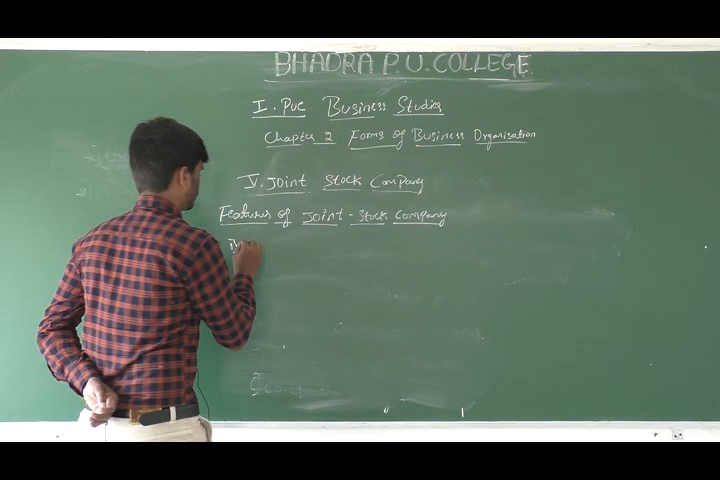 BHADRA P. U. COLLEGE
I. PUC Business Studies
Chapter 2 Forms of Business Organisation
V. Joint Stock Company
Features of Joint - Stock Company